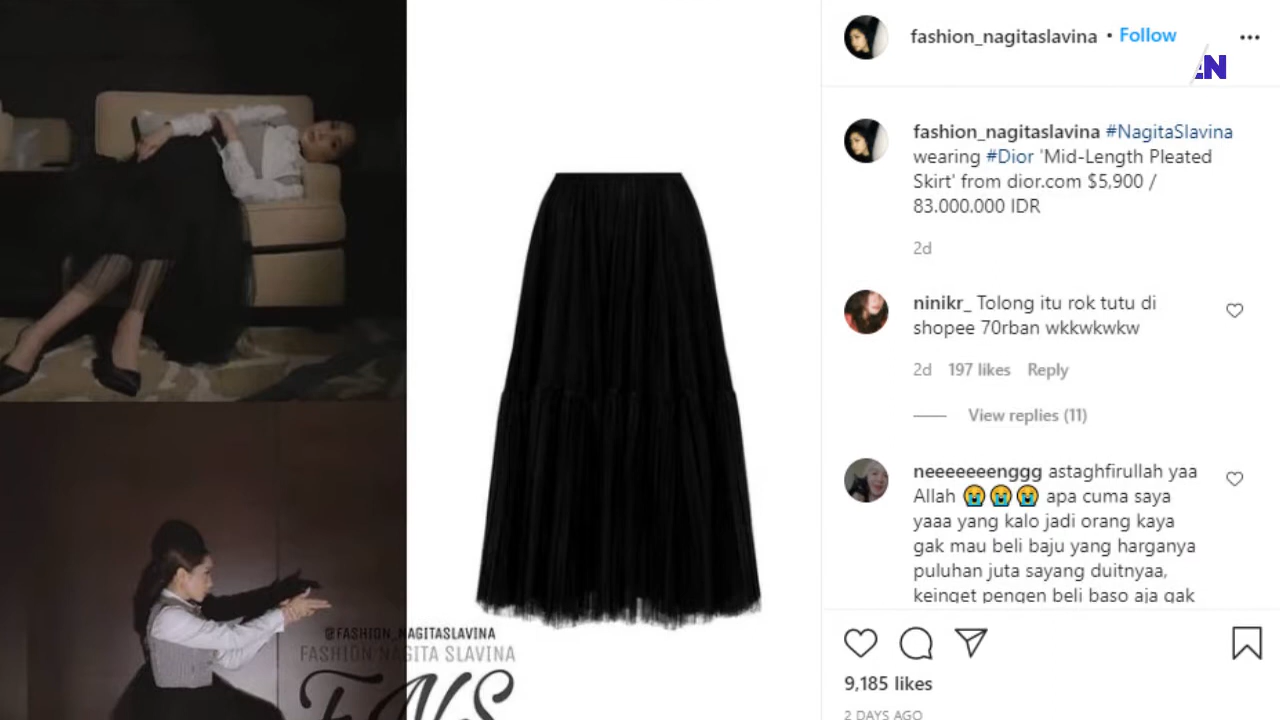 fashion_nagitaslavina • Follow
EN
fashion_nagitaslavina #NagitaSlavina
wearing #Dior 'Mid-Length Pleated
Skirt' from dior.com $5,900 /
83.000.000 IDR
2d
ninikr_ Tolong itu rok tutu di
shopee 70rban wkkwkwkw
2d 197 likes Reply
View replies (11)
neeeeeeenggg astaghfirullah yaa
Allah 😭😭😭 apa cuma saya
yaaa yang kalo jadi orang kaya
gak mau beli baju yang harganya
puluhan juta sayang duitnyaa,
keinget pengen beli baso aja gak
9,185 likes
2 DAYS AGO
@FASHION_NAGITASLAVINA
FASHION NAGITA SLAVINA
FNS